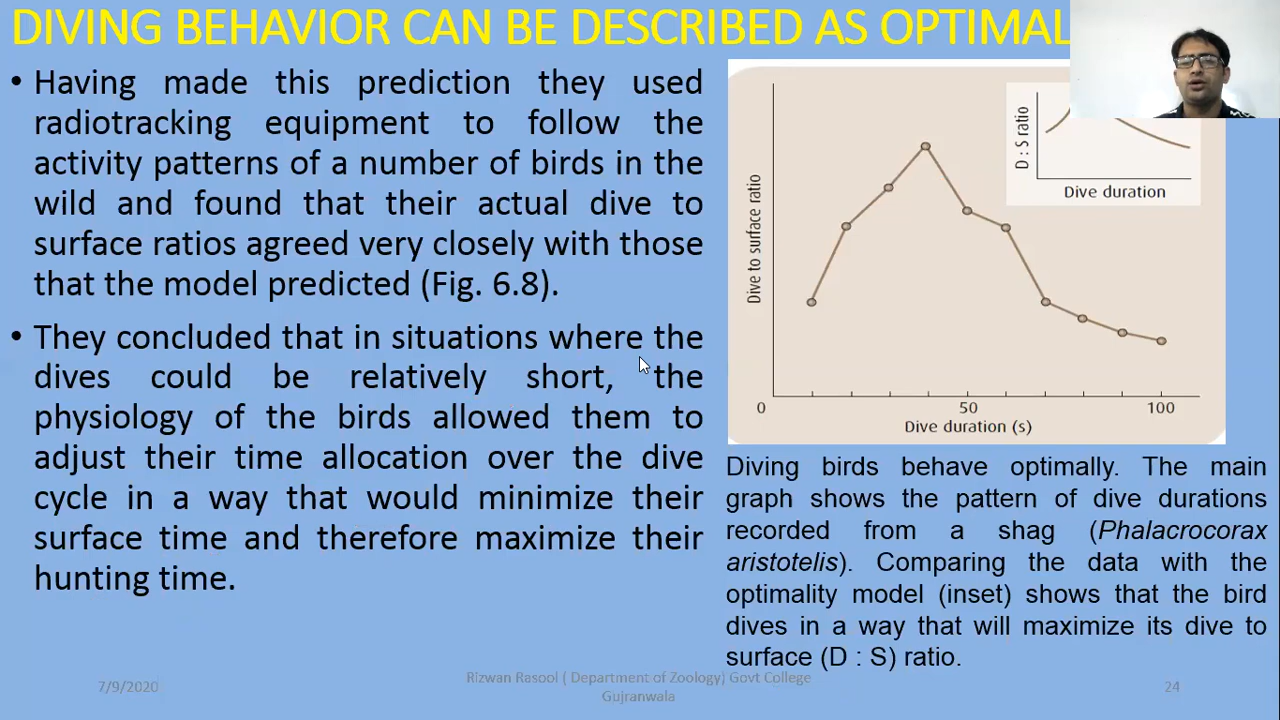 DIVING BEHAVIOR CAN BE DESCRIBED AS OPTIMAL
• Having made this prediction they used
radiotracking equipment to follow the
activity patterns of a number of birds in the
wild and found that their actual dive to
surface ratios agreed very closely with those
that the model predicted (Fig. 6.8).
• They concluded that in situations where the
dives could be relatively short, the
physiology of the birds allowed them to
adjust their time allocation over the dive
cycle in a way that would minimize their
surface time and therefore maximize their
hunting time.
D : S ratio
Dive duration
Dive to surface ratio
0 50 100
Dive duration (s)
Diving birds behave optimally. The main
graph shows the pattern of dive durations
recorded from a shag (Phalacrocorax
aristotelis). Comparing the data with the
optimality model (inset) shows that the bird
dives in a way that will maximize its dive to
surface (D : S) ratio.
7/9/2020
Rizwan Rasool ( Department of Zoology) Govt College
Gujranwala
24